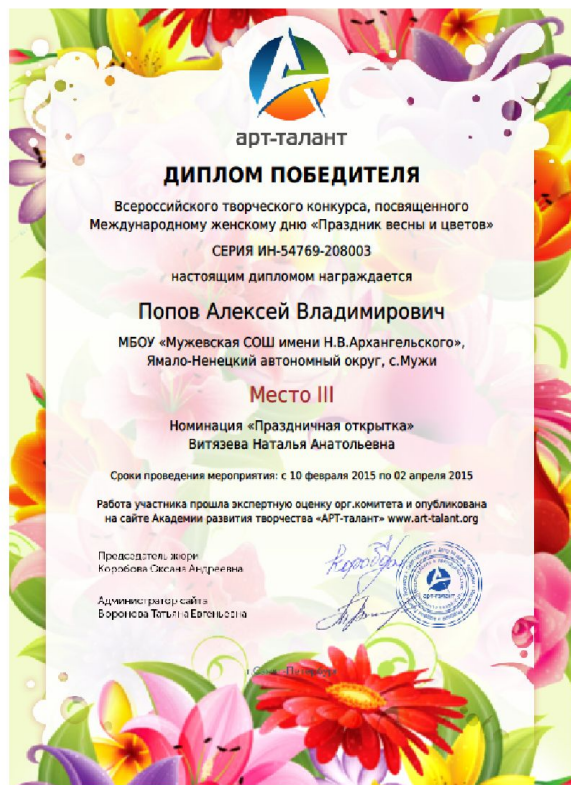 арт-талант
ДИПЛОМ ПОБЕДИТЕЛЯ
Всероссийского творческого конкурса, посвященного
Международному женскому дню «Праздник весны и цветов»
СЕРИЯ ИН-54769-208003
настоящим дипломом награждается
Попов Алексей Владимирович
МБОУ «Мужевская СОШ имени Н.В.Архангельского»,
Ямало-Ненецкий автономный округ, с.Мужи
Место III
Номинация «Праздничная открытка»
Витязева Наталья Анатольевна
Сроки проведения мероприятия: с 10 февраля 2015 по 02 апреля 2015
Работа участника прошла экспертную оценку орг.комитета и опубликована
на сайте Академии развития творчества «АРТ-талант» www.art-talant.org
Председатель жюри
Коробова Оксана Андреевна
Администратор сайта
Воронова Татьяна Евгеньевна
арт-талант